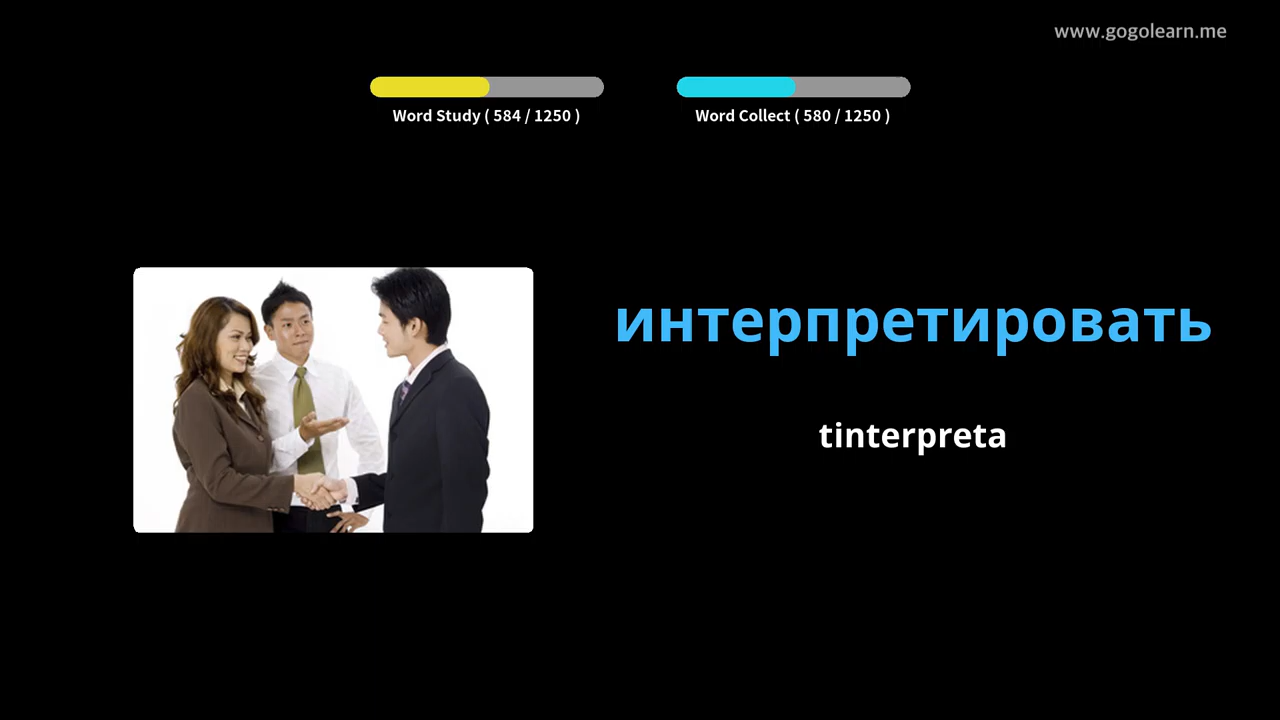 www.gogolearn.me
Word Study ( 584 / 1250 )
Word Collect ( 580 / 1250 )
интерпретировать
tinterpreta